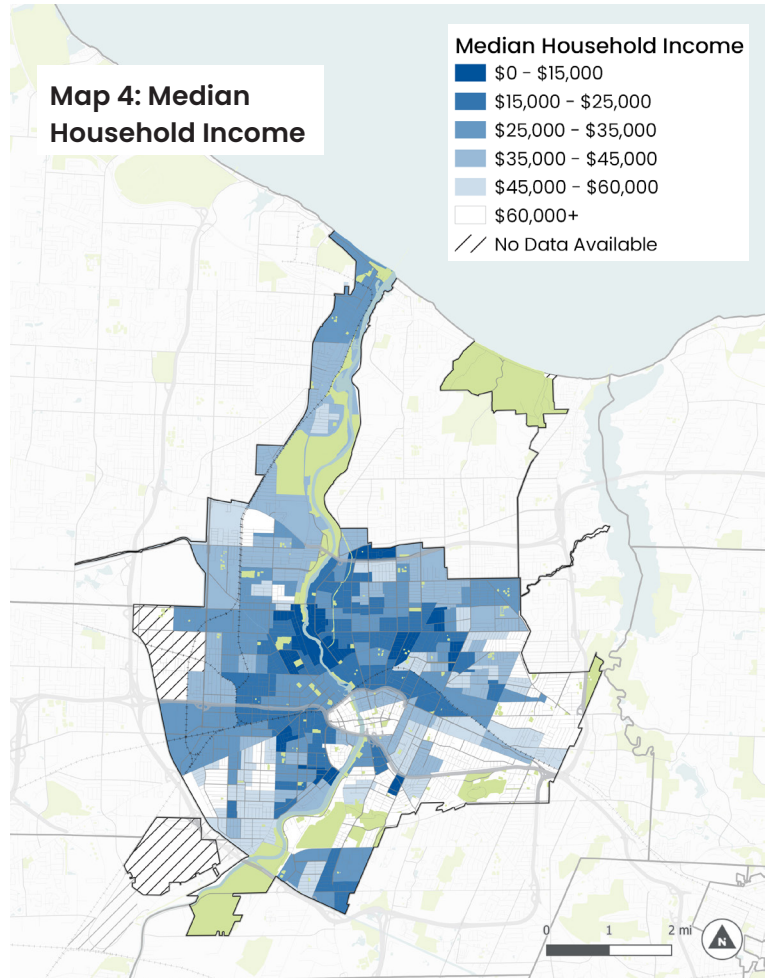 Map 4: Median
Household Income
Median Household Income
$0 - $15,000
$15,000 - $25,000
$25,000 - $35,000
$35,000 - $45,000
$45,000 - $60,000
$60,000+
No Data Available
0 1 2 mi
N